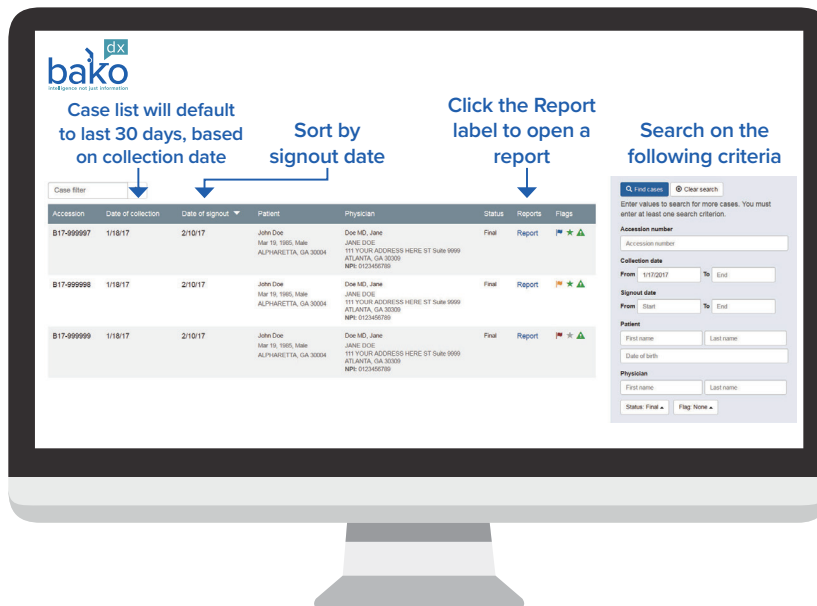 dx
bako
intelligence not just information
Case list will default
to last 30 days, based
on collection date
Sort by
signout date
Click the Report
label to open a
report
Search on the
following criteria
Case filter
Accession Date of collection Date of signout Patient Physician Status Reports Flags
B17-999997 1/18/17 2/10/17 John Doe Doe MD, Jane Final Report
Mar 19, 1985, Male JANE DOE
ALPHARETTA, GA 30004 111 YOUR ADDRESS HERE ST Suite 9999
ATLANTA, GA 30309
NPI: 0123456789
B17-999998 1/18/17 2/10/17 John Doe Doe MD, Jane Final Report
Mar 19, 1985, Male JANE DOE
ALPHARETTA, GA 30004 111 YOUR ADDRESS HERE ST Suite 9999
ATLANTA, GA 30309
NPI: 0123456789
B17-999999 1/18/17 2/10/17 John Doe Doe MD, Jane Final Report
Mar 19, 1985, Male JANE DOE
ALPHARETTA, GA 30004 111 YOUR ADDRESS HERE ST Suite 9999
ATLANTA, GA 30309
NPI: 0123456789
Find cases Clear search
Enter values to search for more cases. You must
enter at least one search criterion.
Accession number
Accession number
Collection date
From 1/17/2017 To End
Signout date
From Start To End
Patient
First name Last name
Date of birth
Physician
First name Last name
Status: Final Flag: None